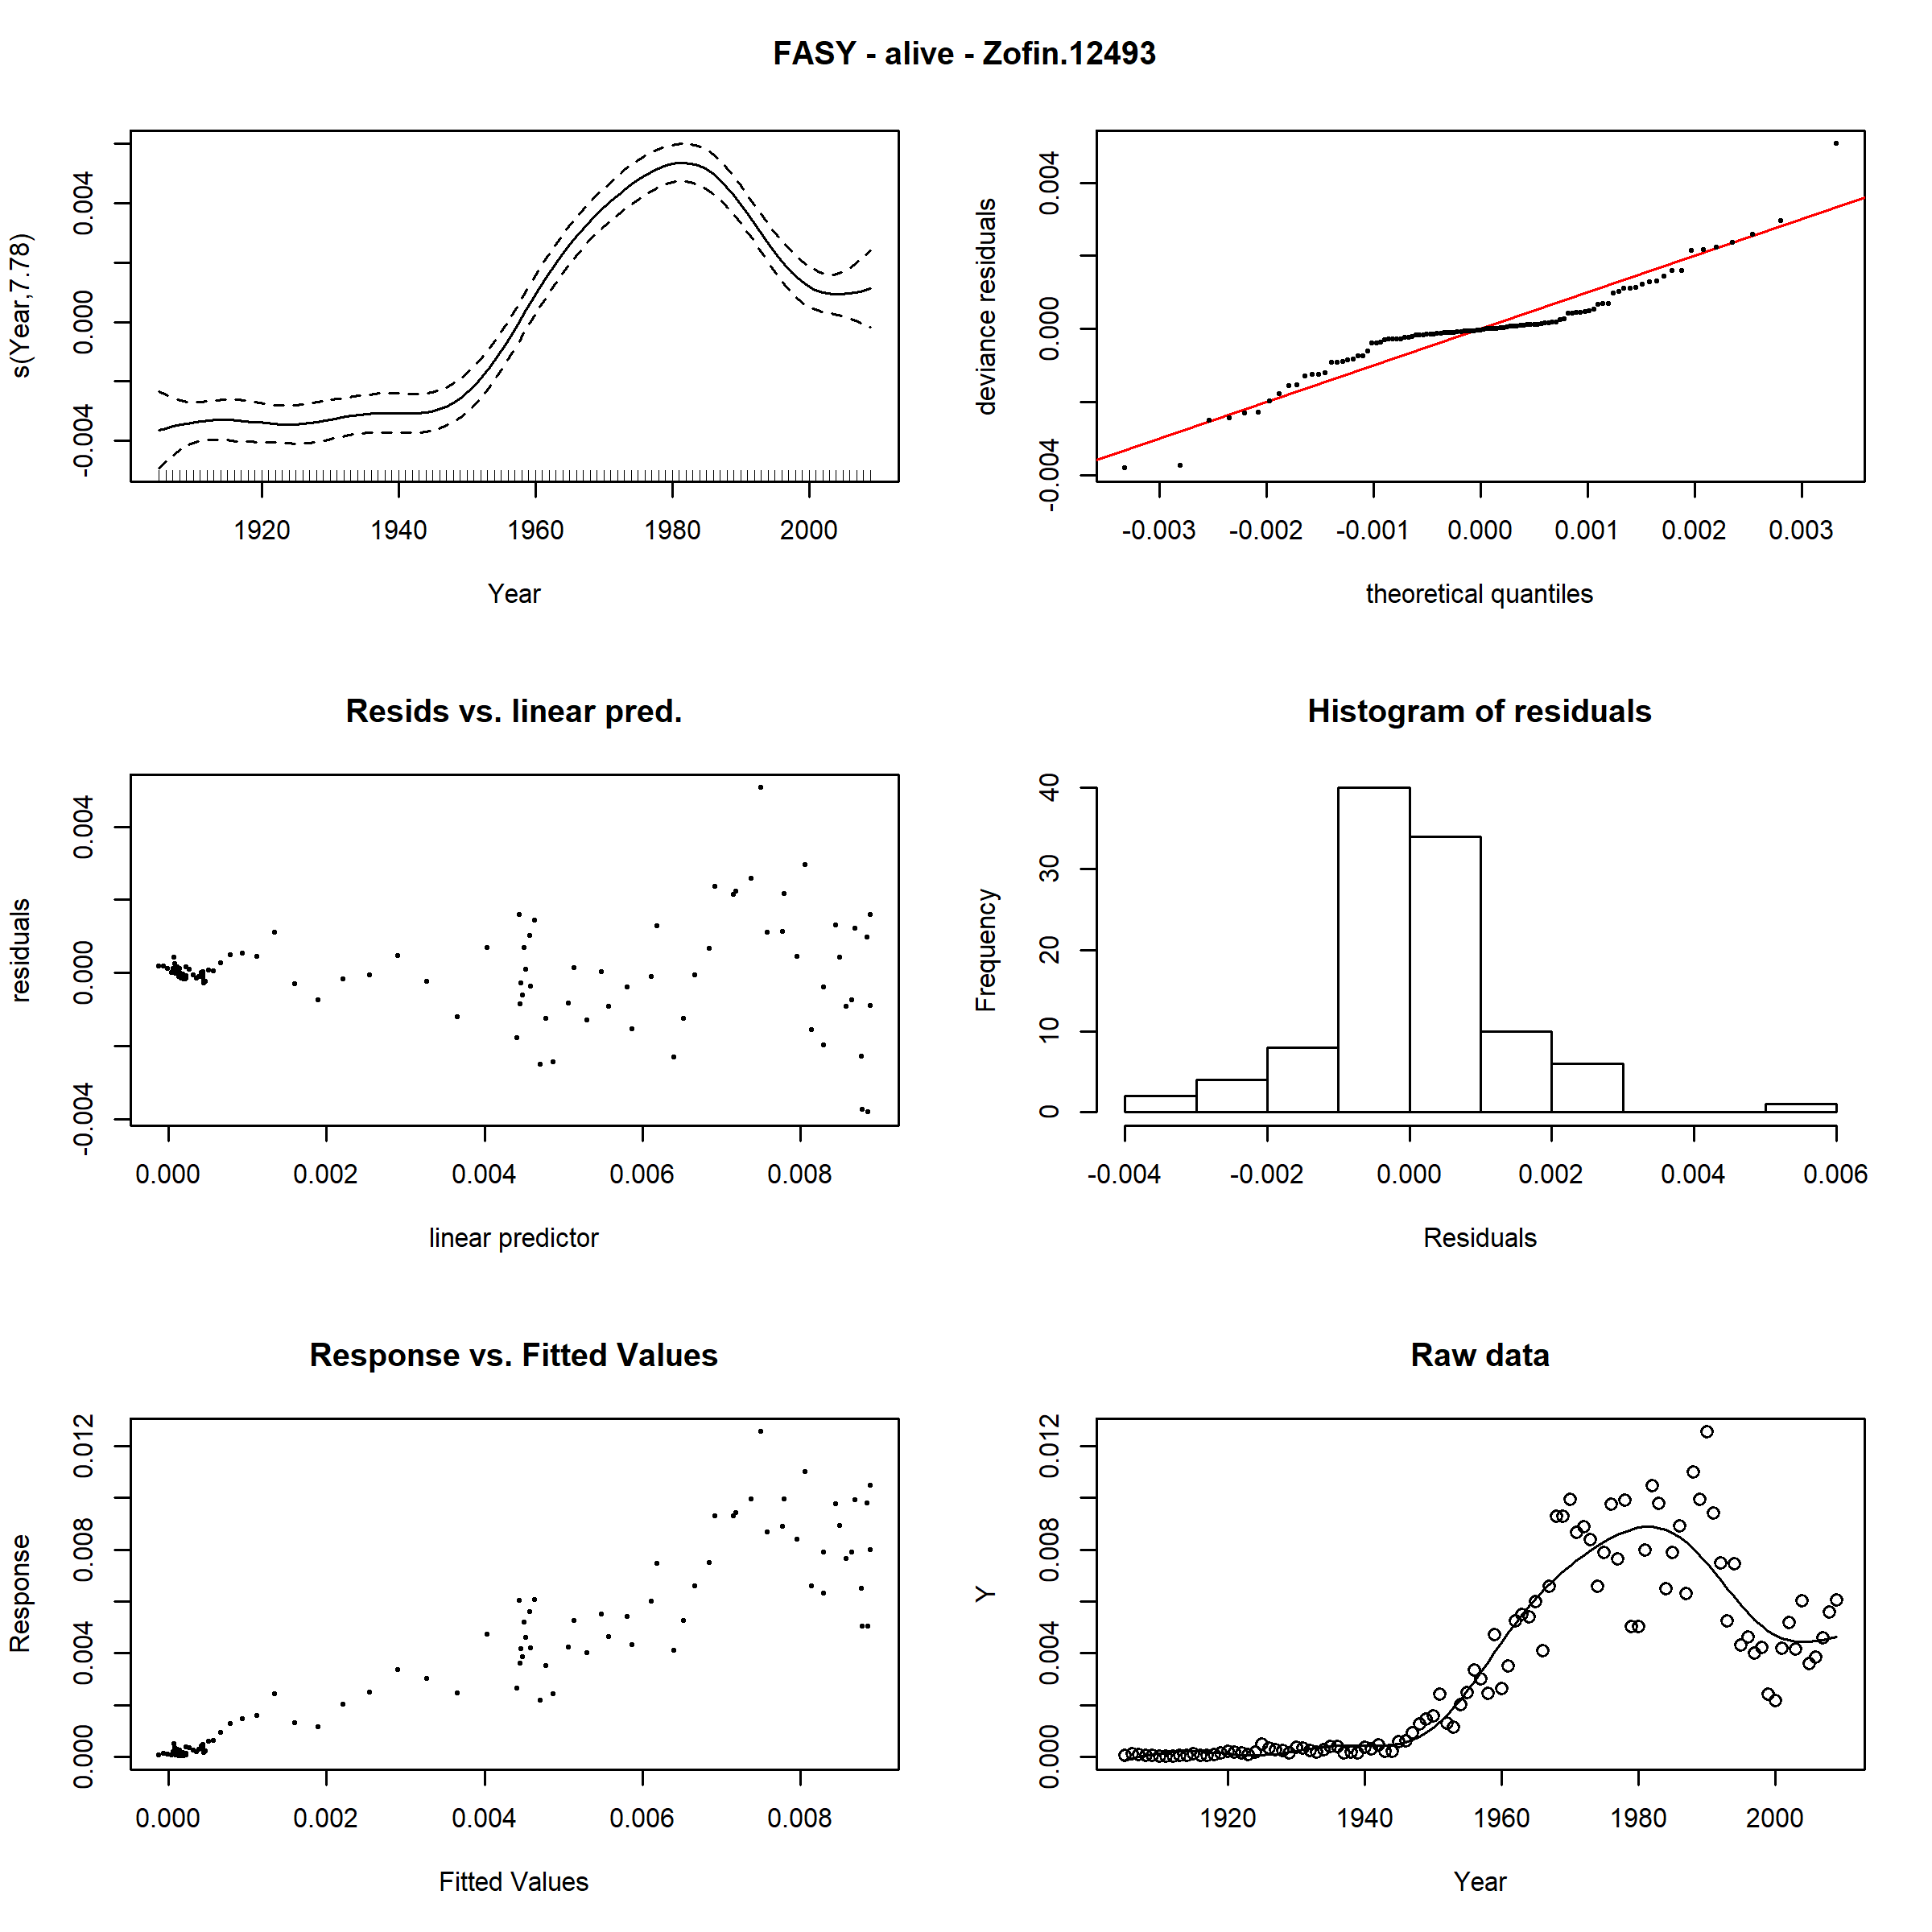 FASY - alive - Zofin.12493
s(Year,7.78)
-0.004 0.000 0.004
1920 1940 1960 1980 2000
Year
deviance residuals
-0.004 0.000 0.004
-0.003 -0.002 -0.001 0.000 0.001 0.002 0.003
theoretical quantiles
Resids vs. linear pred.
residuals
-0.004 0.000 0.004
0.000 0.002 0.004 0.006 0.008
linear predictor
Histogram of residuals
Frequency
0 10 20 30 40
-0.004 -0.002 0.000 0.002 0.004 0.006
Residuals
Response vs. Fitted Values
Response
0.000 0.004 0.008 0.012
0.000 0.002 0.004 0.006 0.008
Fitted Values
Raw data
Y
0.000 0.004 0.008 0.012
1920 1940 1960 1980 2000
Year